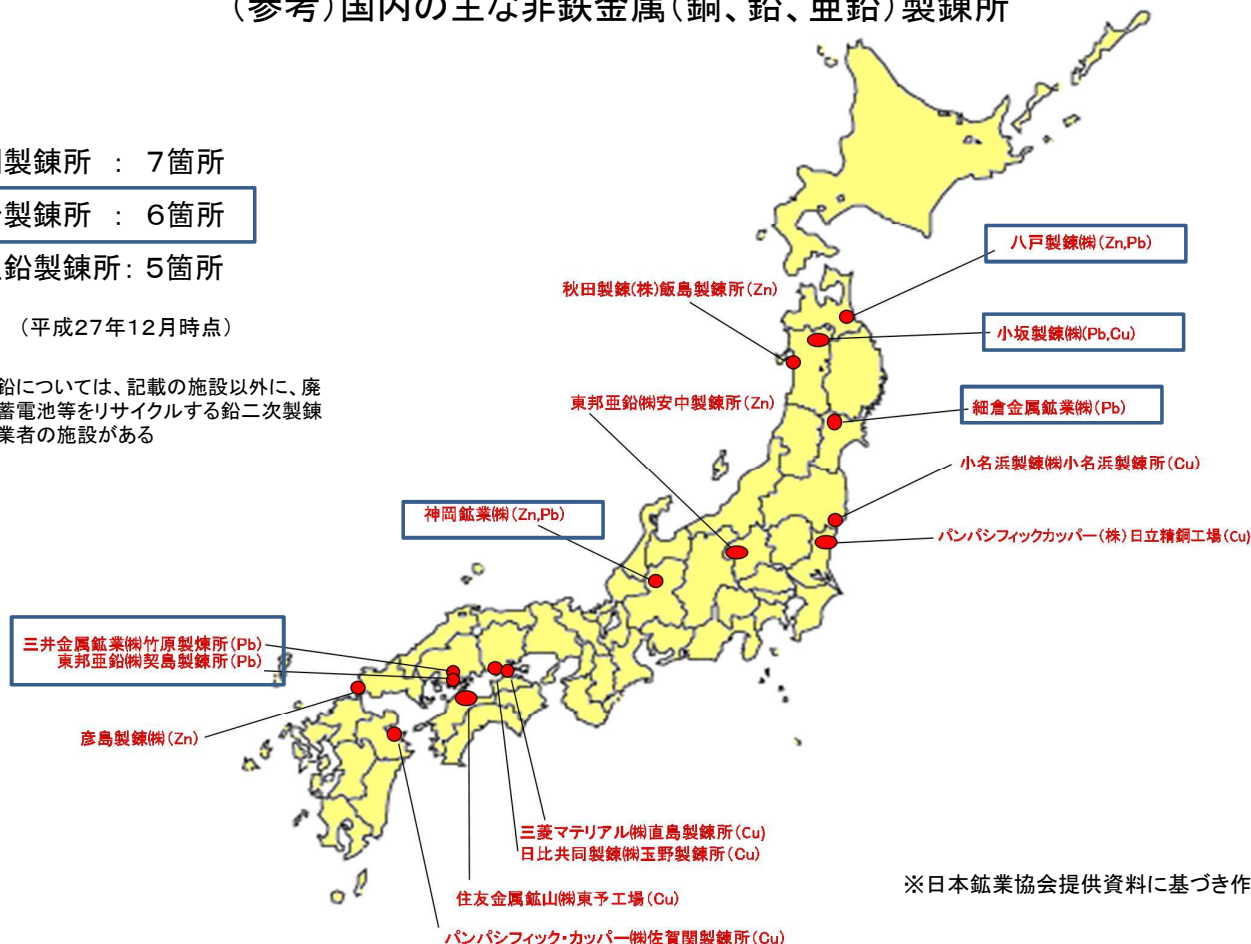 (参考)国内の主な非鉄金属(銅、鉛、亜鉛)製錬所
製錬所 : 7箇所
製錬所 : 6箇所
鉛製錬所: 5箇所
(平成27年12月時点)
鉛については、記載の施設以外に、廃
蓄電池等をリサイクルする鉛二次製錬
業者の施設がある
八戸製錬㈱(Zn,Pb)
秋田製錬(株)飯島製錬所(Zn)
小坂製錬㈱(Pb,Cu)
東邦亜鉛㈱安中製錬所(Zn)
細倉金属鉱業㈱(Pb)
小名浜製錬㈱小名浜製錬所(Cu)
神岡鉱業㈱(Zn,Pb)
パンパシフィックカッパー(株)日立精銅工場(Cu)
三井金属鉱業㈱竹原製煉所(Pb)
東邦亜鉛㈱契島製錬所(Pb)
彦島製錬㈱(Zn)
三菱マテリアル㈱直島製錬所(Cu)
日比共同製錬㈱玉野製錬所(Cu)
住友金属鉱山㈱東予工場(Cu)
パンパシフィック・カッパー㈱佐賀関製錬所(Cu)
※日本鉱業協会提供資料に基づき作